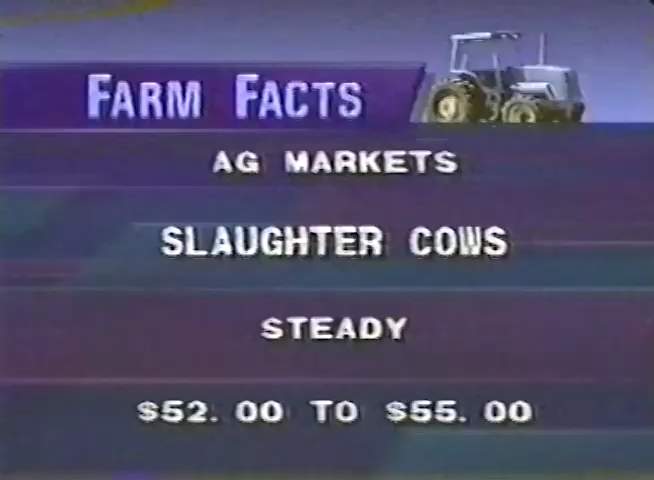 FARM FACTS
AG MARKETS
SLAUGHTER COWS
STEADY
$52.00 TO $55.00